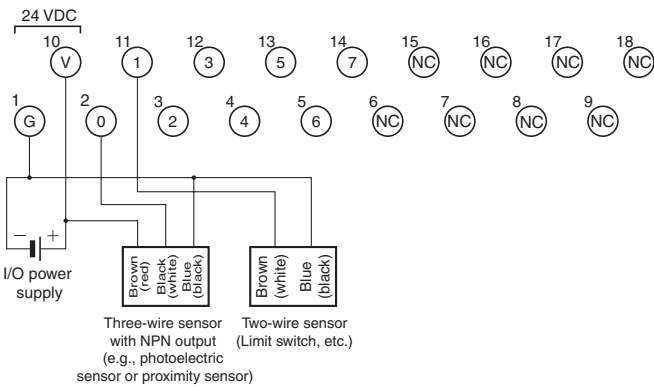 24 VDC
10 11 12 13 14 15 16 17 18
V 1 3 5 7 NC NC NC NC
1 2 3 4 5 6 7 8 9
G 0 2 4 6 NC NC NC NC
− +
I/O power
supply
Brown
(red)
Black
(white)
Blue
(black)
Brown
(white)
Blue
(black)
Three-wire sensor
with NPN output
(e.g., photoelectric
sensor or proximity sensor)
Two-wire sensor
(Limit switch, etc.)